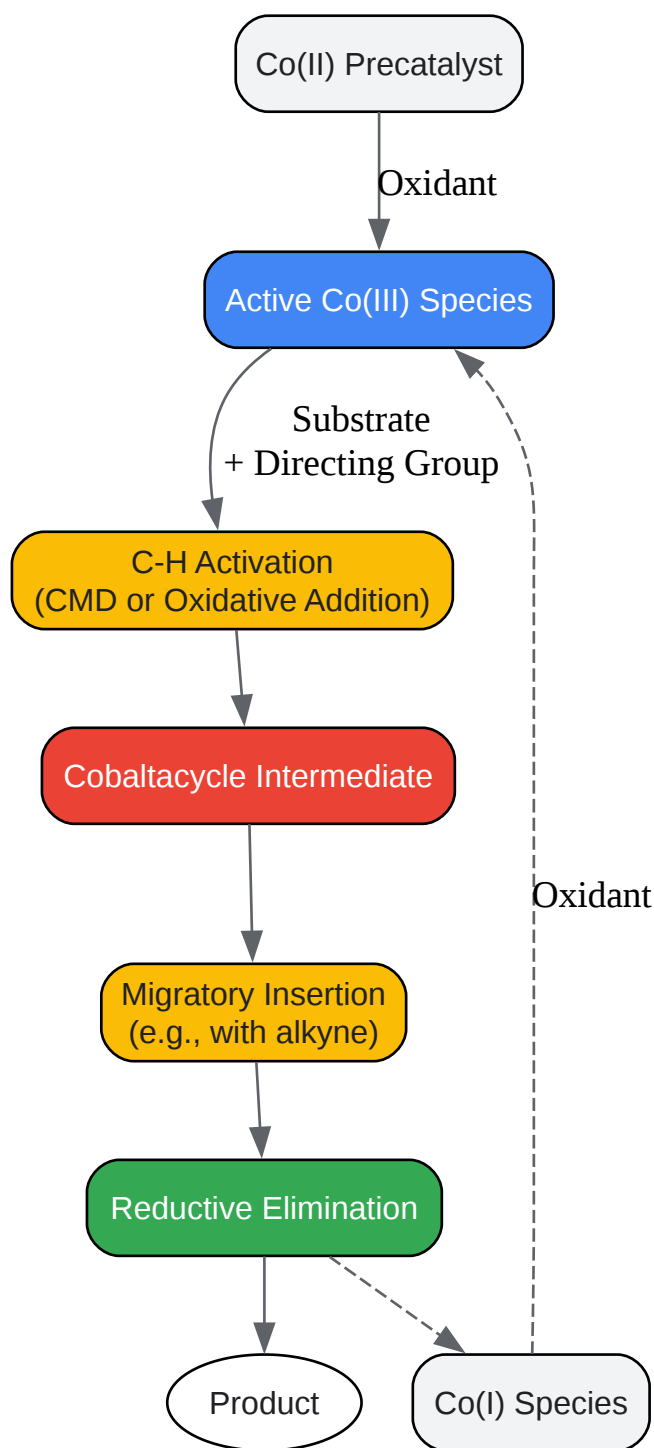 Co(II) Precatalyst
Oxidant
Active Co(III) Species
Substrate
+ Directing Group
C-H Activation
(CMD or Oxidative Addition)
Cobaltacycle Intermediate
Oxidant
Migratory Insertion
(e.g., with alkyne)
Reductive Elimination
Product
Co(I) Species